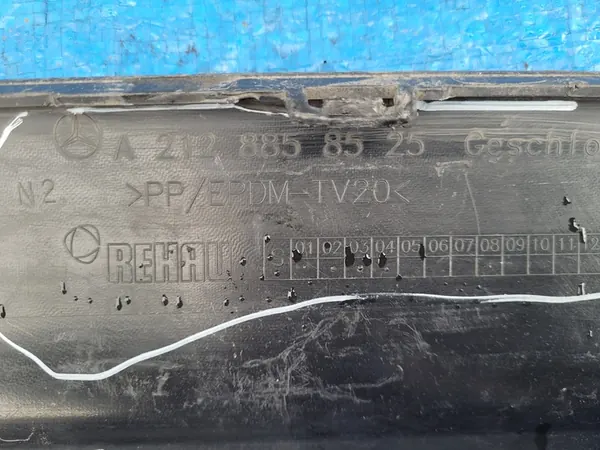 A 212 885 85 25 Geschlo
N2 >PP/EPDM-TV20<
REHAU 01 02 03 04 05 06 07 08 09 10 11 12